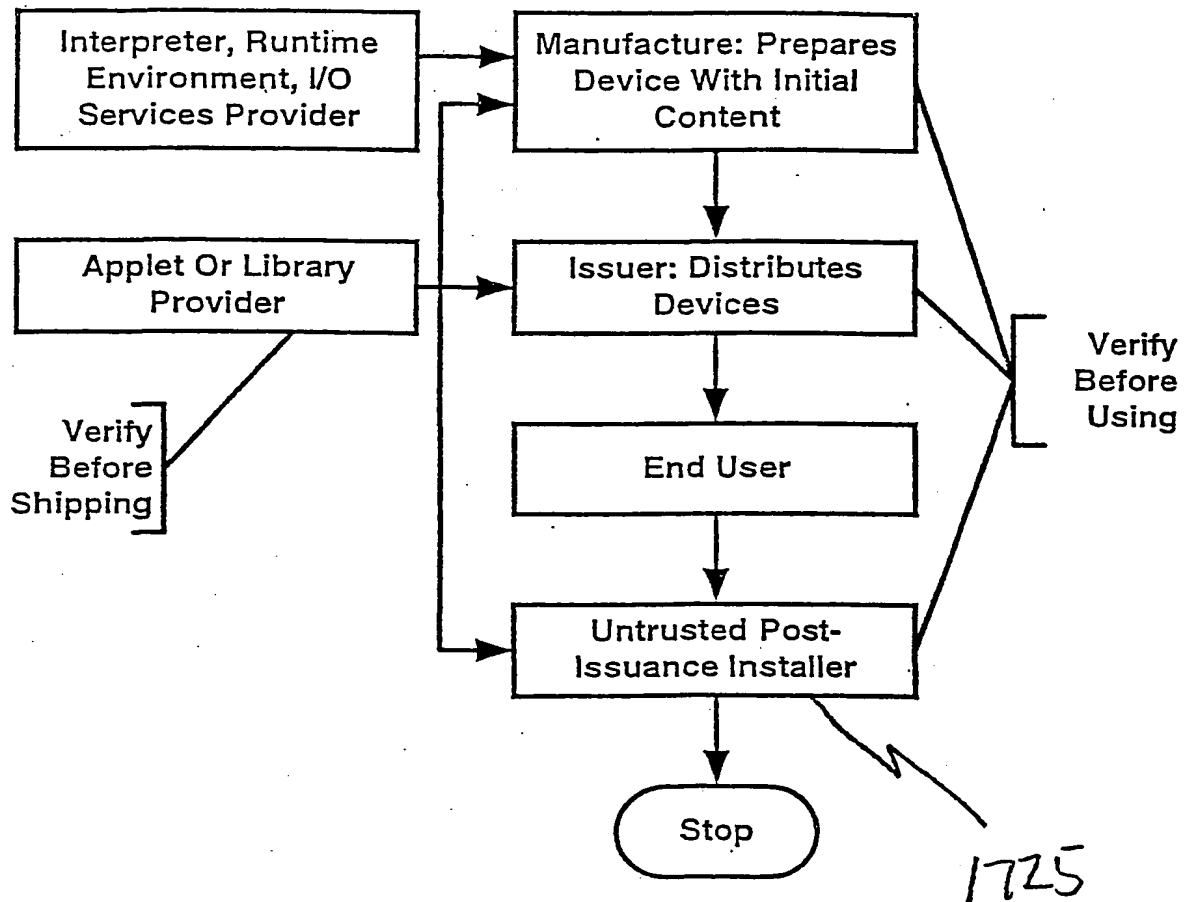 Interpreter, Runtime
Environment, I/O
Services Provider
Manufacture: Prepares
Device With Initial
Content
Applet Or Library
Provider
Issuer: Distributes
Devices
Verify
Before
Using
Verify
Before
Shipping
End User
Untrusted Post-
Issuance Installer
Stop
1725